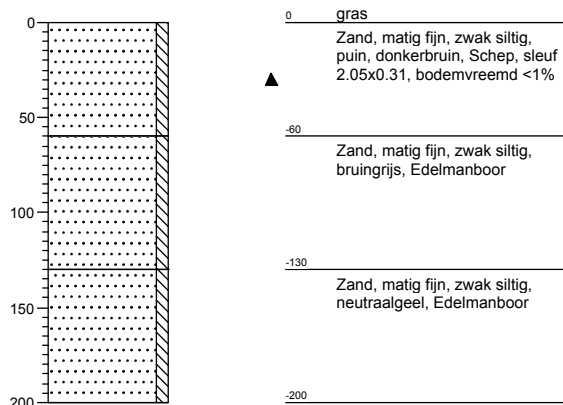 0
50
100
150
200
0
gras
Zand, matig fijn, zwak siltig,
puin, donkerbruin, Schep, sleuf
2.05x0.31, bodemvreemd <1%
-60
Zand, matig fijn, zwak siltig,
bruingrijs, Edelmanboor
-130
Zand, matig fijn, zwak siltig,
neutraalgeel, Edelmanboor
-200